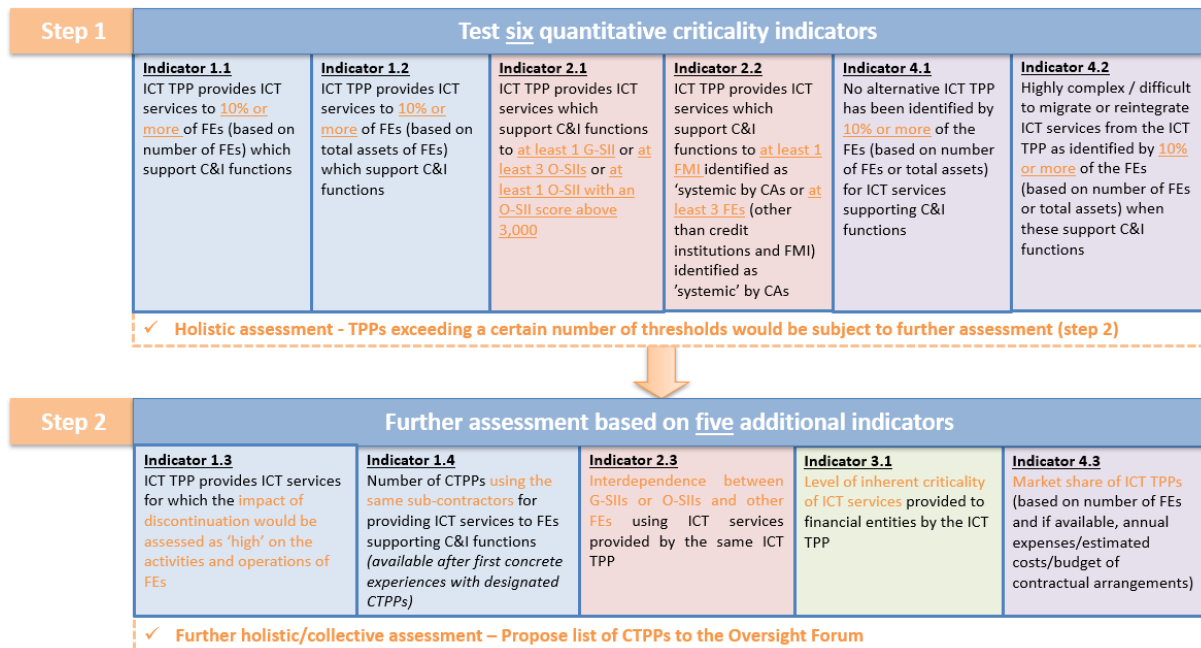 Step 1
Test six quantitative criticality indicators
Indicator 1.1
ICT TPP provides ICT
services to 10% or
more of FEs (based on
number of FEs) which
support C&I functions
Indicator 1.2
ICT TPP provides ICT
services to 10% or
more of FEs (based on
total assets of FEs)
which support C&I
functions
Indicator 2.1
ICT TPP provides ICT
services which
support C&I functions
to at least 1 G-SII or at
least 3 O-SIIs or at
least 1 O-SII with an
O-SII score above
3,000
Indicator 2.2
ICT TPP provides ICT
services which
support C&I
functions to at least 1
FMI identified as
‘systemic by CAs or at
least 3 FEs (other
than credit
institutions and FMI)
identified as
’systemic’ by CAs
Indicator 4.1
No alternative ICT TPP
has been identified by
10% or more of the
FEs (based on number
of FEs or total assets)
for ICT services
supporting C&I
functions
Indicator 4.2
Highly complex / difficult
to migrate or reintegrate
ICT services from the ICT
TPP as identified by 10%
or more of the FEs
(based on number of FEs
or total assets) when
these support C&I
functions
✓ Holistic assessment - TPPs exceeding a certain number of thresholds would be subject to further assessment (step 2)
Step 2
Further assessment based on five additional indicators
Indicator 1.3
ICT TPP provides ICT services
for which the impact of
discontinuation would be
assessed as ‘high’ on the
activities and operations of
FEs
Indicator 1.4
Number of CTPPs using the
same sub-contractors for
providing ICT services to FEs
supporting C&I functions
(available after first concrete
experiences with designated
CTPPs)
Indicator 2.3
Interdependence between
G-SIIs or O-SIIs and other
FEs using ICT services
provided by the same ICT
TPP
Indicator 3.1
Level of inherent criticality
of ICT services provided to
financial entities by the ICT
TPP
Indicator 4.3
Market share of ICT TPPs
(based on number of FEs
and if available, annual
expenses/estimated
costs/budget of
contractual arrangements)
✓ Further holistic/collective assessment – Propose list of CTPPs to the Oversight Forum